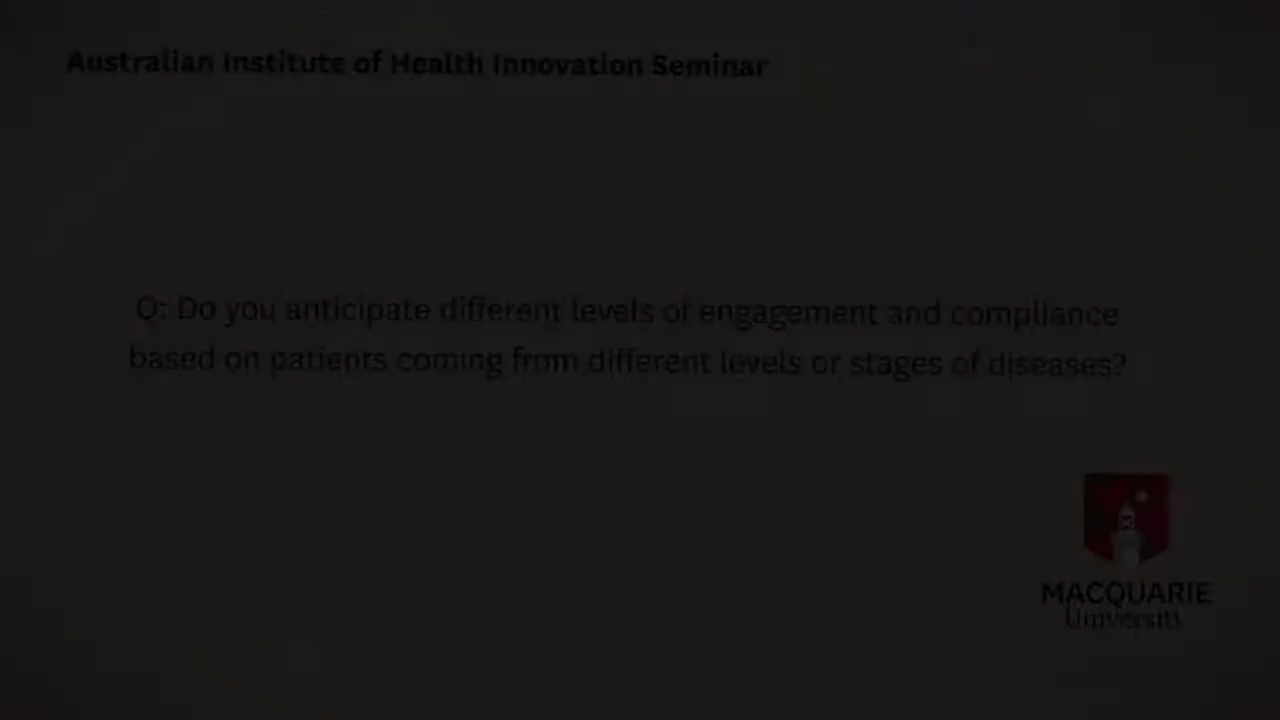 Australian Institute of Health Innovation Seminar
Q: Do you anticipate different levels of engagement and compliance
based on patients coming from different levels or stages of diseases?
MACQUARIE
University